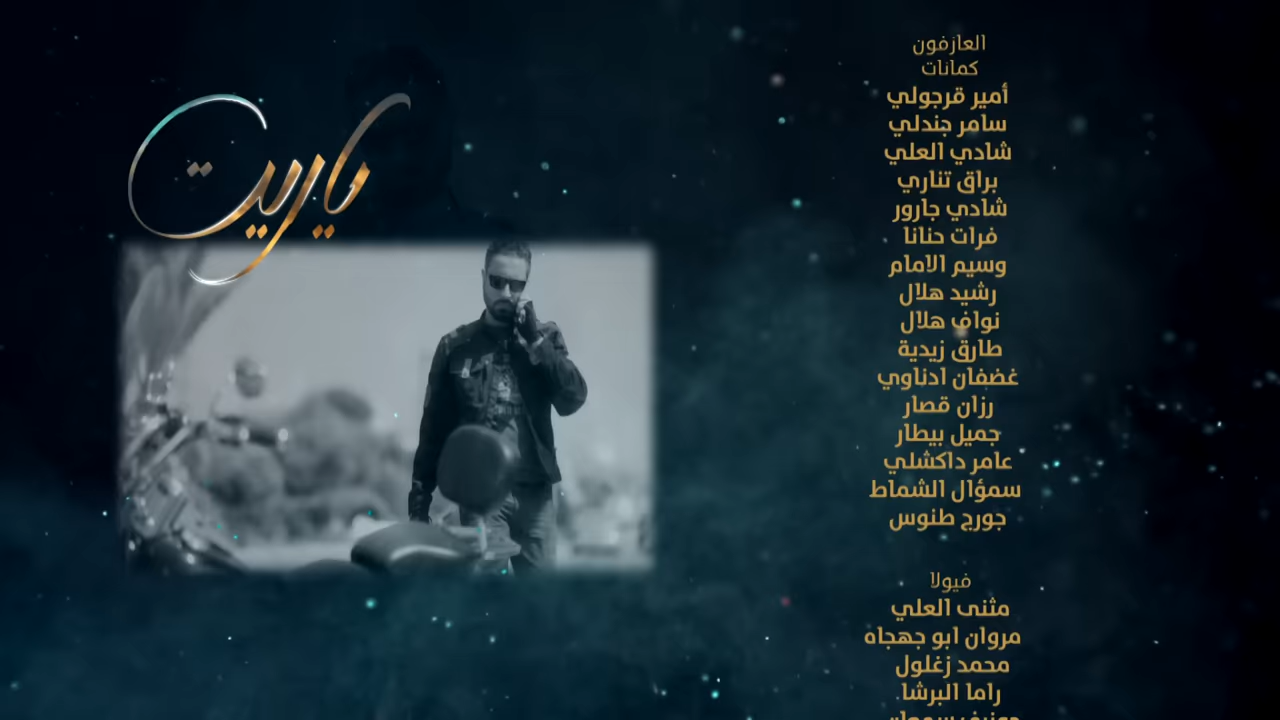 ياريت
العازفون
كمانات
أمير قرجولي
سامر جندلي
شادي العلي
براق تناري
شادي جارور
فرات حنانا
وسيم الامام
رشيد هلال
نواف هلال
طارق زيدية
غضفان ادناوي
رزان قصار
جميل بيطار
عامر داكشلي
سمؤال الشماط
جورج طنوس
فيولا
مثنى العلي
مروان ابو جهجاه
محمد زغلول
راما البرشا